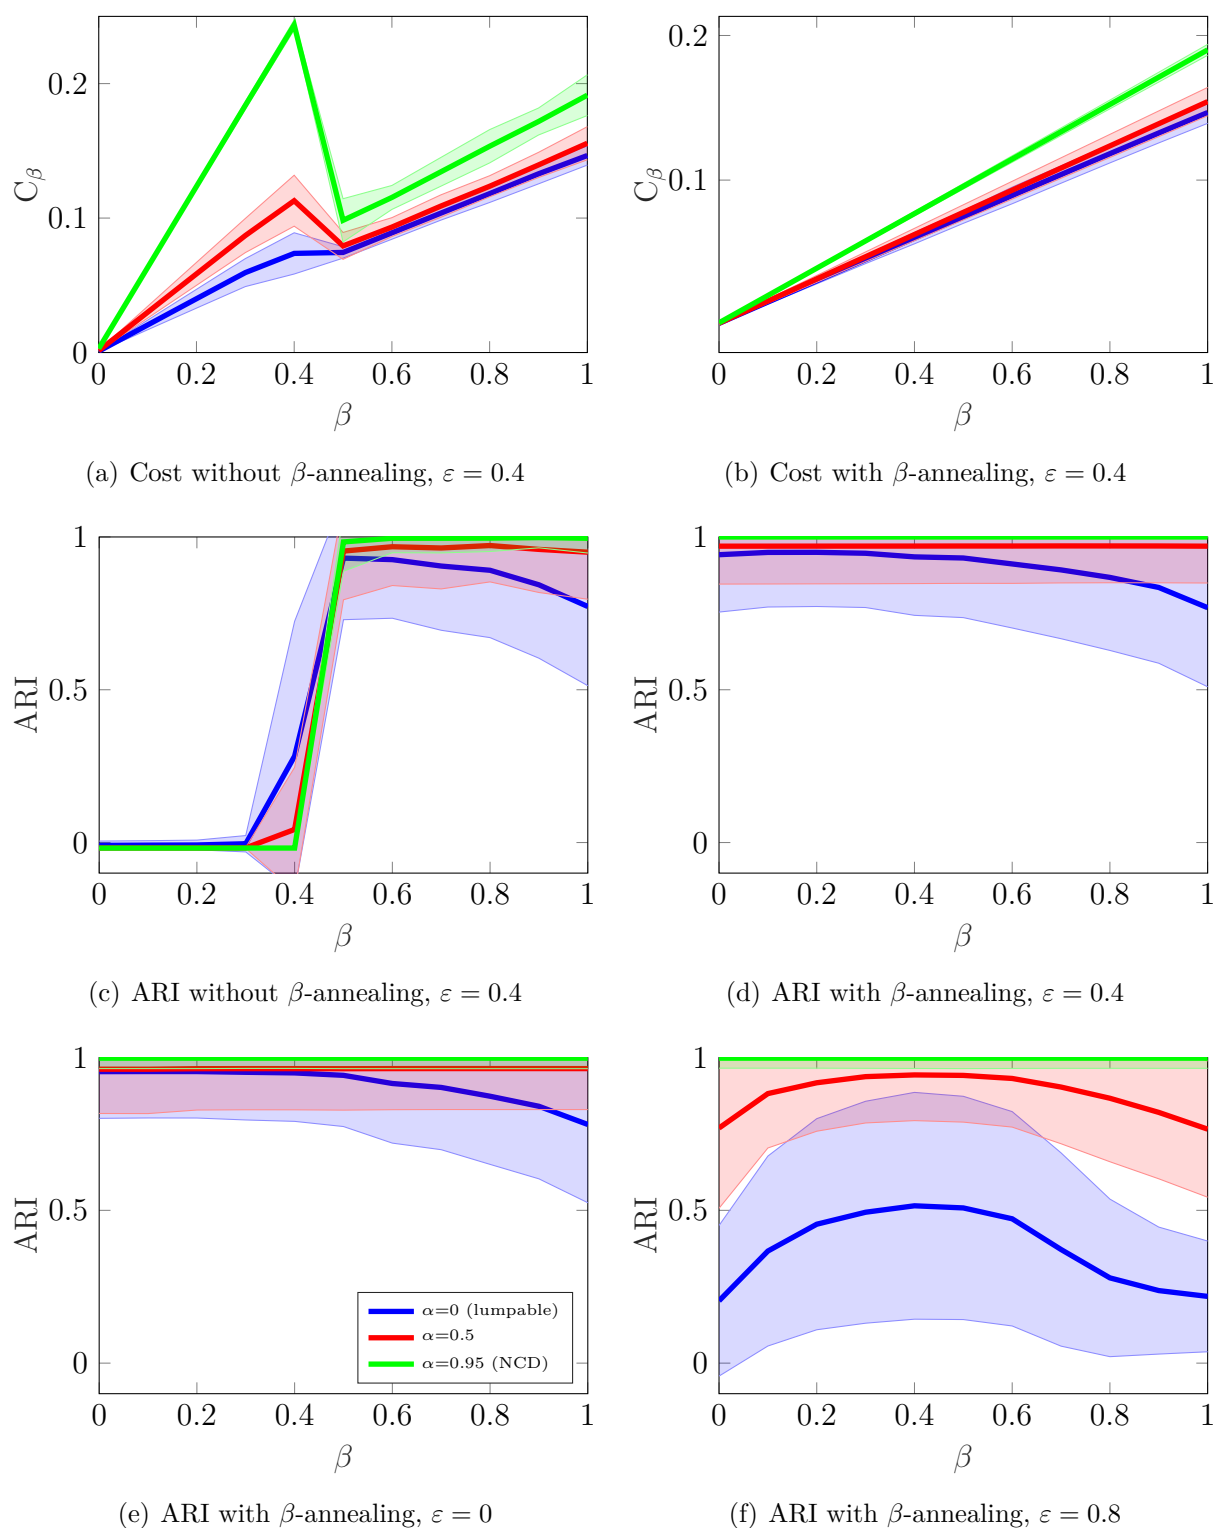 0.2
0.1
0
C_β
0 0.2 0.4 0.6 0.8 1
β
(a) Cost without β-annealing, ε = 0.4
0.2
0.1
C_β
0 0.2 0.4 0.6 0.8 1
β
(b) Cost with β-annealing, ε = 0.4
1
0.5
0
ARI
0 0.2 0.4 0.6 0.8 1
β
(c) ARI without β-annealing, ε = 0.4
1
0.5
0
ARI
0 0.2 0.4 0.6 0.8 1
β
(d) ARI with β-annealing, ε = 0.4
1
0.5
0
ARI
α=0 (lumpable)
α=0.5
α=0.95 (NCD)
0 0.2 0.4 0.6 0.8 1
β
(e) ARI with β-annealing, ε = 0
1
0.5
0
ARI
0 0.2 0.4 0.6 0.8 1
β
(f) ARI with β-annealing, ε = 0.8